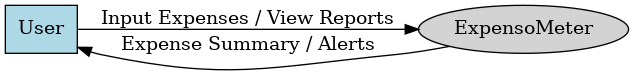 User
Input Expenses / View Reports
ExpensoMeter
Expense Summary / Alerts